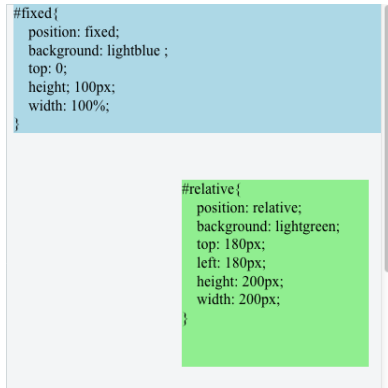 #fixed{
position: fixed;
background: lightblue ;
top: 0;
height; 100px;
width: 100%;
}
#relative{
position: relative;
background: lightgreen;
top: 180px;
left: 180px;
height: 200px;
width: 200px;
}